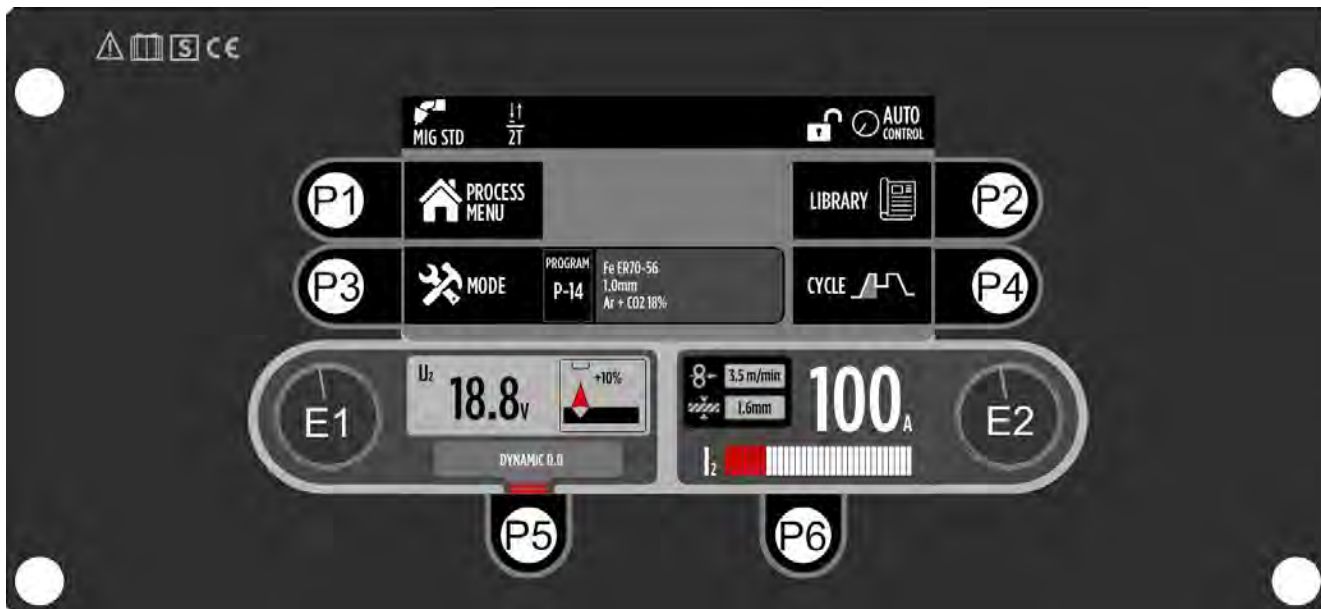 S CE
MIG STD
2T
AUTO
CONTROL
P1
PROCESS
MENU
LIBRARY
P2
P3
MODE
PROGRAM
P-14
Fe ER70-S6
1.0mm
Ar + CO2 18%
CYCLE
P4
E1
U2
18.8V
+10%
DYNAMIC 0.0
3,5 m/min
1.6mm
100A
I2
E2
P5
P6